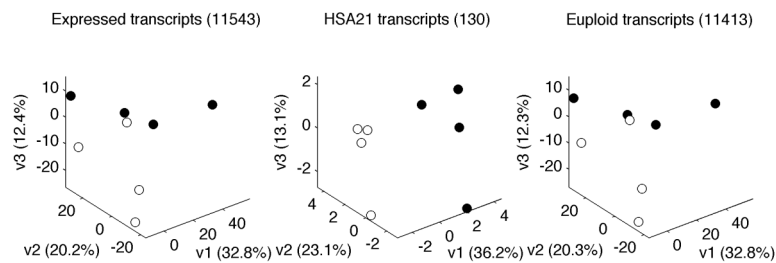 Expressed transcripts (11543)
HSA21 transcripts (130)
Euploid transcripts (11413)
v3 (12.4%)
10
0
-10
-20
20
0
-20
v2 (20.2%)
0
20
40
v1 (32.8%)
v3 (13.1%)
2
0
-2
4
2
0
-2
v2 (23.1%)
-2
0
2
4
v1 (36.2%)
v3 (12.3%)
10
0
-10
-20
20
0
-20
v2 (20.3%)
0
20
40
v1 (32.8%)